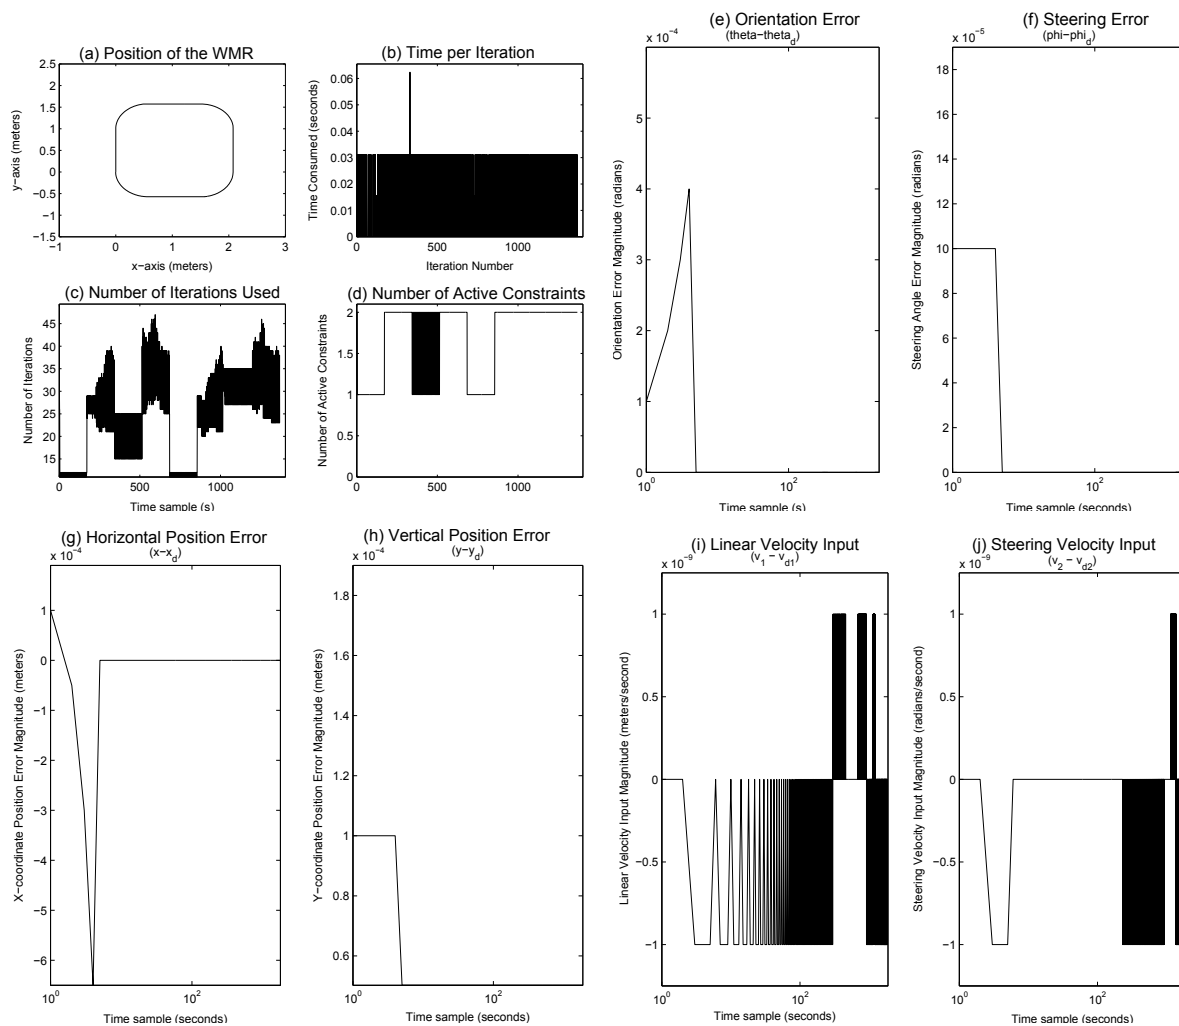 (a) Position of the WMR
2.5
2
1.5
1
0.5
0
−0.5
−1
−1.5
y−axis (meters)
−1
0
1
2
3
x−axis (meters)
(b) Time per Iteration
0.06
0.05
0.04
0.03
0.02
0.01
0
Time Consumed (seconds)
0
500
1000
Iteration Number
(c) Number of Iterations Used
45
40
35
30
25
20
15
Number of Iterations
0
500
1000
Time sample (s)
(d) Number of Active Constraints
2
1.5
1
0.5
0
Number of Active Constraints
0
500
1000
Time sample (s)
(e) Orientation Error
(theta−theta_d)
x 10^−4
5
4
3
2
1
0
Orientation Error Magnitude (radians)
10^0
10^2
Time sample (s)
(f) Steering Error
(phi−phi_d)
x 10^−5
18
16
14
12
10
8
6
4
2
0
Steering Angle Error Magnitude (radians)
10^0
10^2
Time sample (seconds)
(g) Horizontal Position Error
(x−x_d)
x 10^−4
1
0
−1
−2
−3
−4
−5
−6
X−coordinate Position Error Magnitude (meters)
10^0
10^2
Time sample (seconds)
(h) Vertical Position Error
(y−y_d)
x 10^−4
1.8
1.6
1.4
1.2
1
0.8
0.6
Y−coordinate Position Error Magnitude (meters)
10^0
10^2
Time sample (seconds)
(i) Linear Velocity Input
(v_1 − v_d1)
x 10^−9
1
0.5
0
−0.5
−1
Linear Velocity Input Magnitude (meters/second)
10^0
10^2
Time sample (seconds)
(j) Steering Velocity Input
(v_2 − v_d2)
x 10^−9
1
0.5
0
−0.5
−1
Steering Velocity Input Magnitude (radians/second)
10^0
10^2
Time sample (seconds)